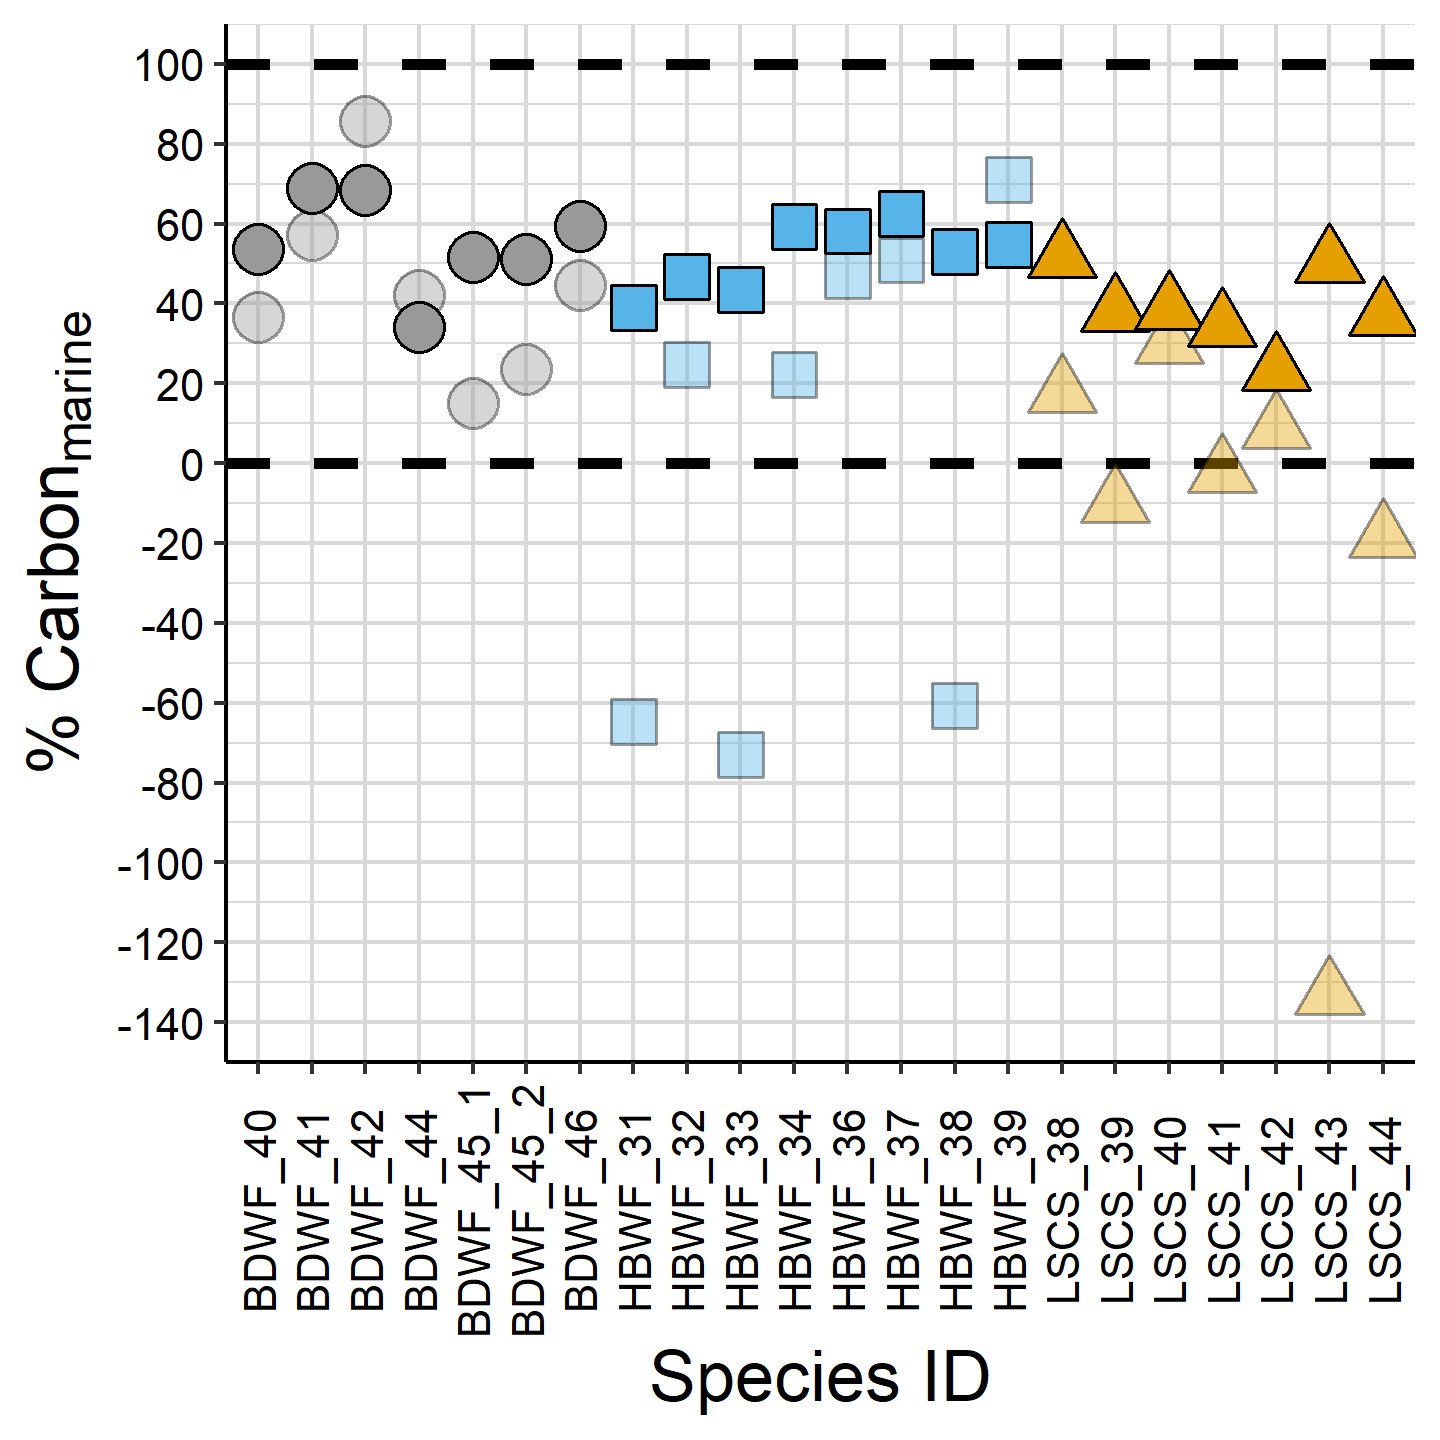 % Carbonmarine
100
80
60
40
20
0
-20
-40
-60
-80
-100
-120
-140
BDWF_40
BDWF_41
BDWF_42
BDWF_44
BDWF_45_1
BDWF_45_2
BDWF_46
HBWF_31
HBWF_32
HBWF_33
HBWF_34
HBWF_36
HBWF_37
HBWF_38
HBWF_39
LSCS_38
LSCS_39
LSCS_40
LSCS_41
LSCS_42
LSCS_43
LSCS_44
Species ID